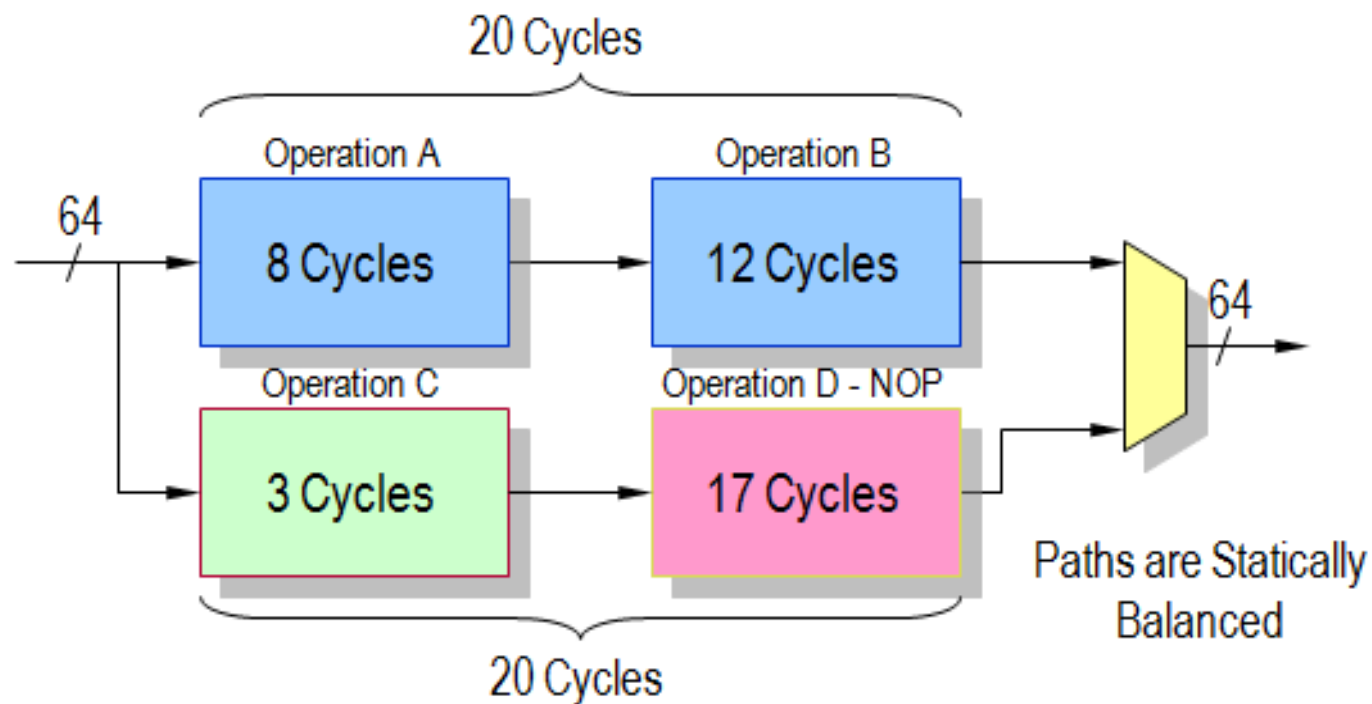 20 Cycles
Operation A
Operation B
64
8 Cycles
12 Cycles
64
Operation C
Operation D - NOP
3 Cycles
17 Cycles
Paths are Statically
Balanced
20 Cycles